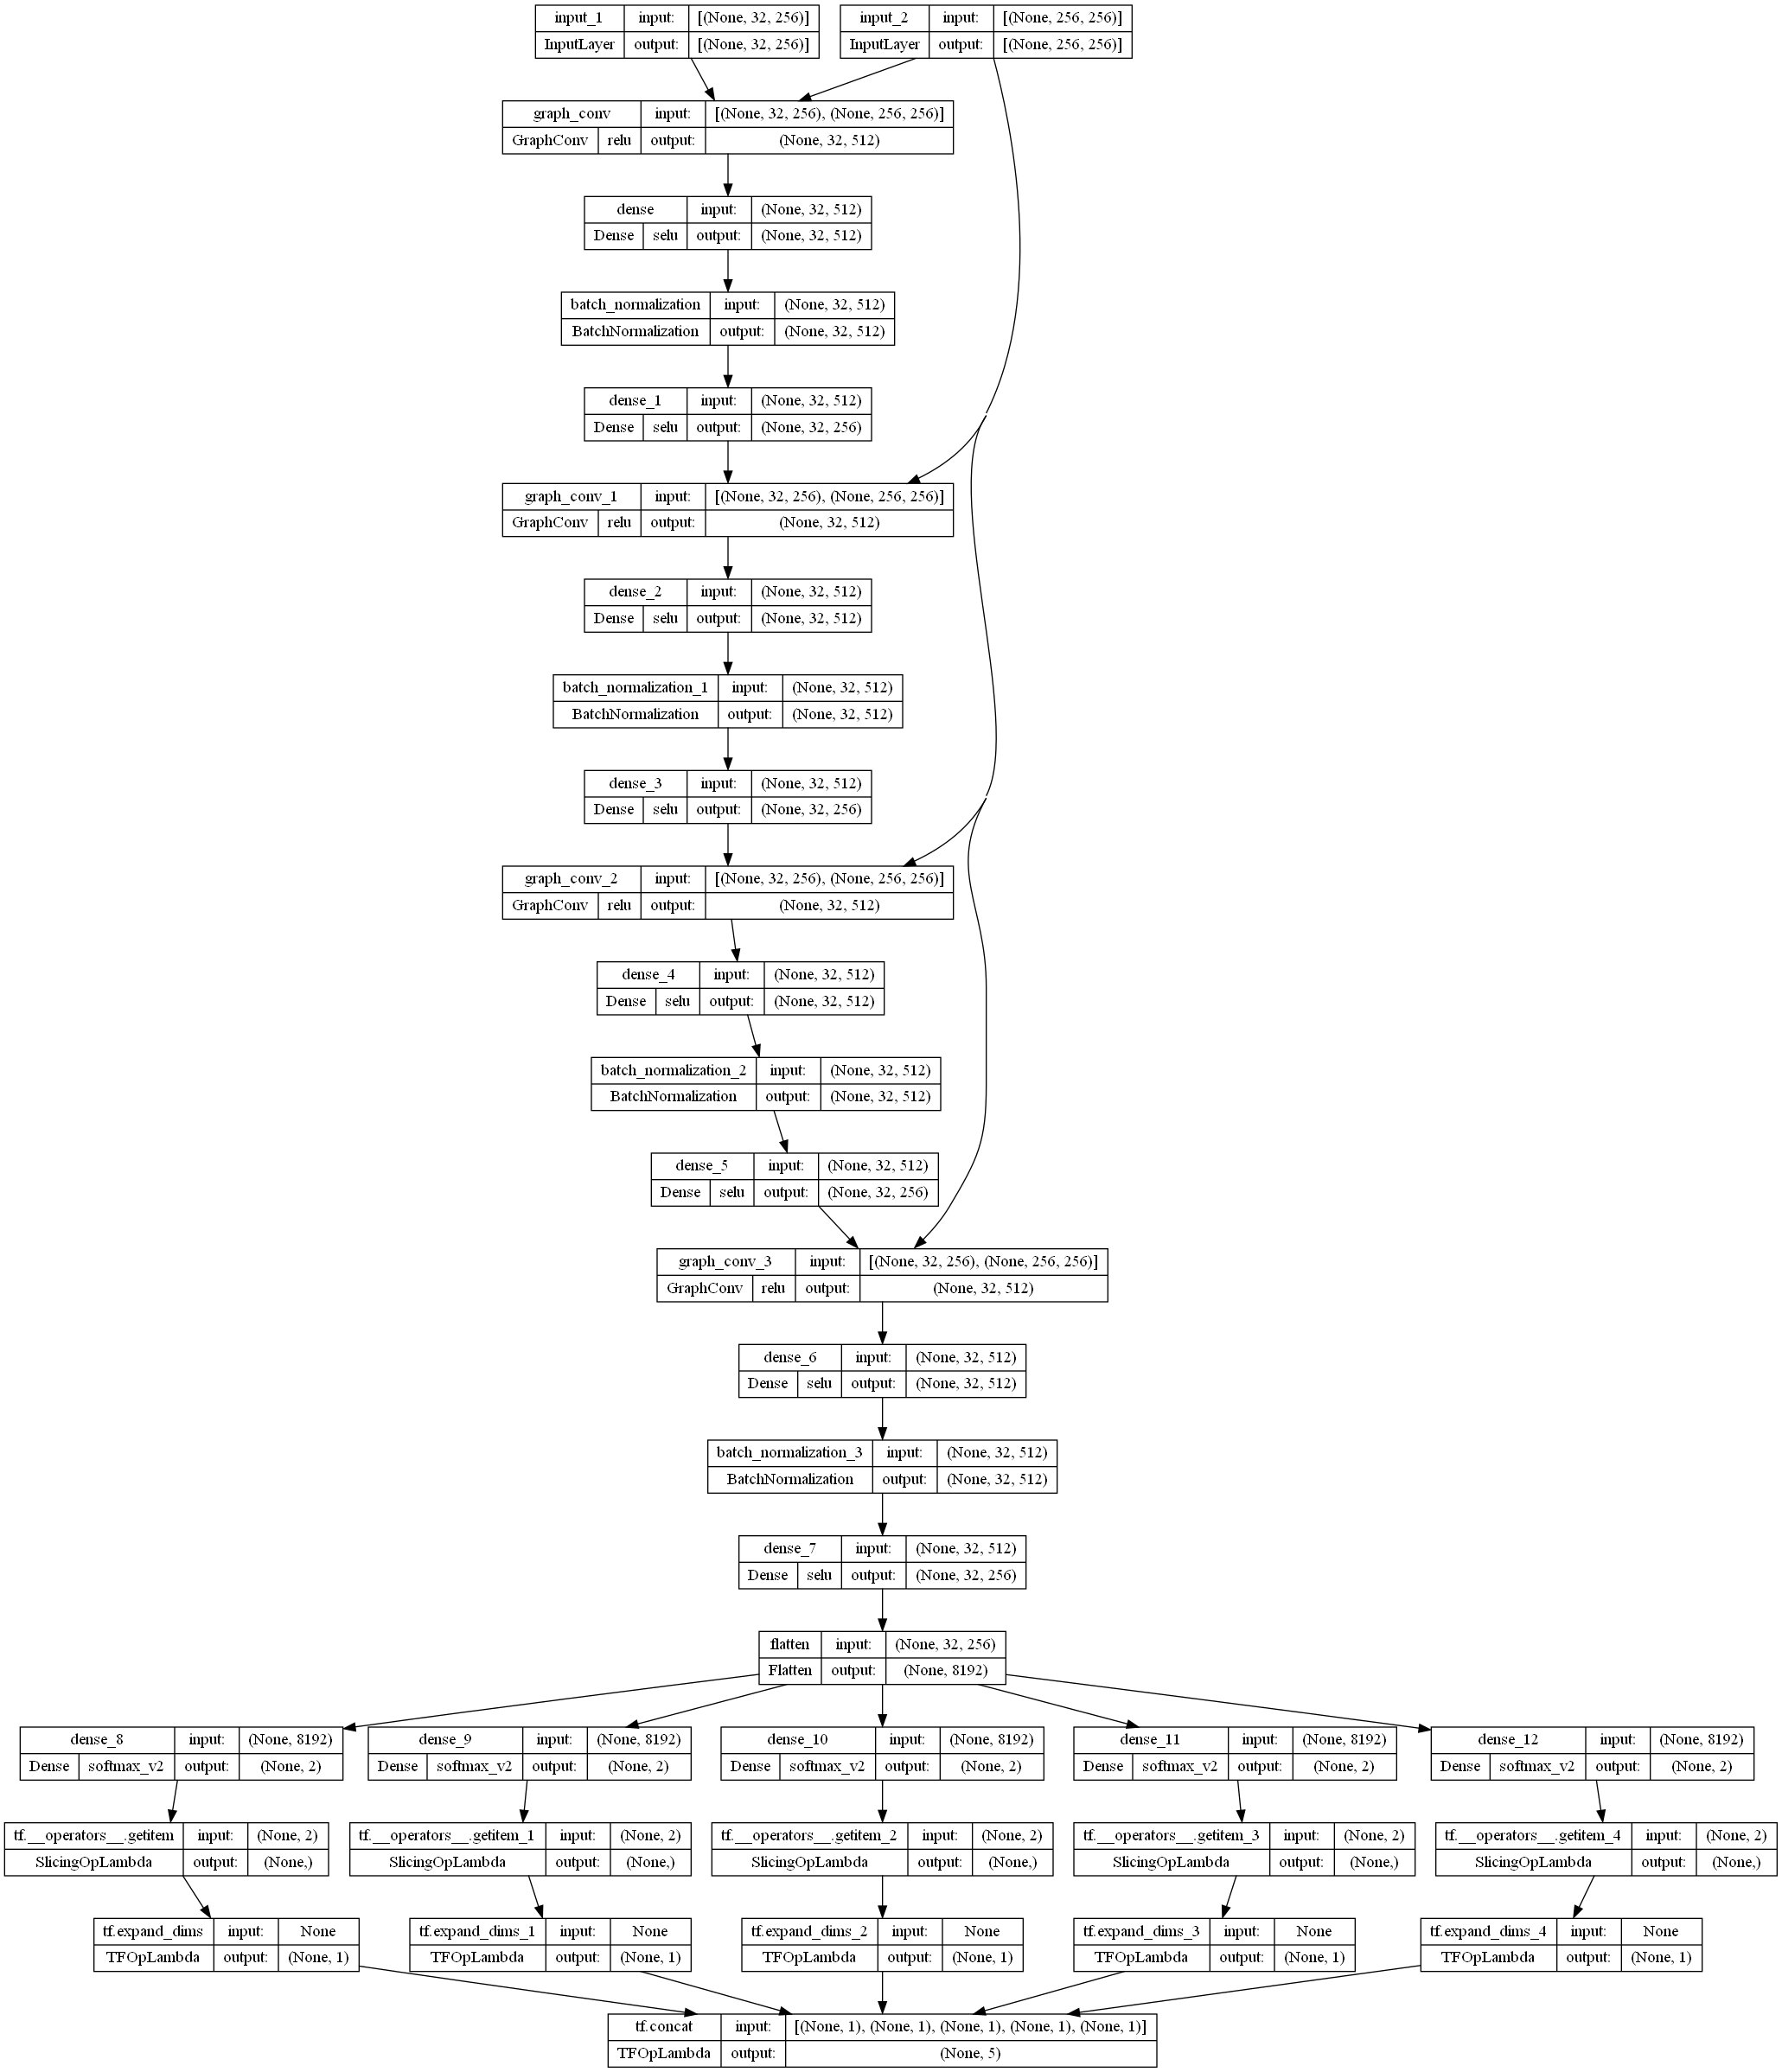 input_1 input: [(None, 32, 256)]
InputLayer output: [(None, 32, 256)]
input_2 input: [(None, 256, 256)]
InputLayer output: [(None, 256, 256)]
graph_conv input: [(None, 32, 256), (None, 256, 256)]
GraphConv relu output: (None, 32, 512)
dense input: (None, 32, 512)
Dense selu output: (None, 32, 512)
batch_normalization input: (None, 32, 512)
BatchNormalization output: (None, 32, 512)
dense_1 input: (None, 32, 512)
Dense selu output: (None, 32, 256)
graph_conv_1 input: [(None, 32, 256), (None, 256, 256)]
GraphConv relu output: (None, 32, 512)
dense_2 input: (None, 32, 512)
Dense selu output: (None, 32, 512)
batch_normalization_1 input: (None, 32, 512)
BatchNormalization output: (None, 32, 512)
dense_3 input: (None, 32, 512)
Dense selu output: (None, 32, 256)
graph_conv_2 input: [(None, 32, 256), (None, 256, 256)]
GraphConv relu output: (None, 32, 512)
dense_4 input: (None, 32, 512)
Dense selu output: (None, 32, 512)
batch_normalization_2 input: (None, 32, 512)
BatchNormalization output: (None, 32, 512)
dense_5 input: (None, 32, 512)
Dense selu output: (None, 32, 256)
graph_conv_3 input: [(None, 32, 256), (None, 256, 256)]
GraphConv relu output: (None, 32, 512)
dense_6 input: (None, 32, 512)
Dense selu output: (None, 32, 512)
batch_normalization_3 input: (None, 32, 512)
BatchNormalization output: (None, 32, 512)
dense_7 input: (None, 32, 512)
Dense selu output: (None, 32, 256)
flatten input: (None, 32, 256)
Flatten output: (None, 8192)
dense_8 input: (None, 8192)
Dense softmax_v2 output: (None, 2)
dense_9 input: (None, 8192)
Dense softmax_v2 output: (None, 2)
dense_10 input: (None, 8192)
Dense softmax_v2 output: (None, 2)
dense_11 input: (None, 8192)
Dense softmax_v2 output: (None, 2)
dense_12 input: (None, 8192)
Dense softmax_v2 output: (None, 2)
tf.__operators__.getitem input: (None, 2)
SlicingOpLambda output: (None,)
tf.__operators__.getitem_1 input: (None, 2)
SlicingOpLambda output: (None,)
tf.__operators__.getitem_2 input: (None, 2)
SlicingOpLambda output: (None,)
tf.__operators__.getitem_3 input: (None, 2)
SlicingOpLambda output: (None,)
tf.__operators__.getitem_4 input: (None, 2)
SlicingOpLambda output: (None,)
tf.expand_dims input: None
TFOpLambda output: (None, 1)
tf.expand_dims_1 input: None
TFOpLambda output: (None, 1)
tf.expand_dims_2 input: None
TFOpLambda output: (None, 1)
tf.expand_dims_3 input: None
TFOpLambda output: (None, 1)
tf.expand_dims_4 input: None
TFOpLambda output: (None, 1)
tf.concat input: [(None, 1), (None, 1), (None, 1), (None, 1), (None, 1)]
TFOpLambda output: (None, 5)